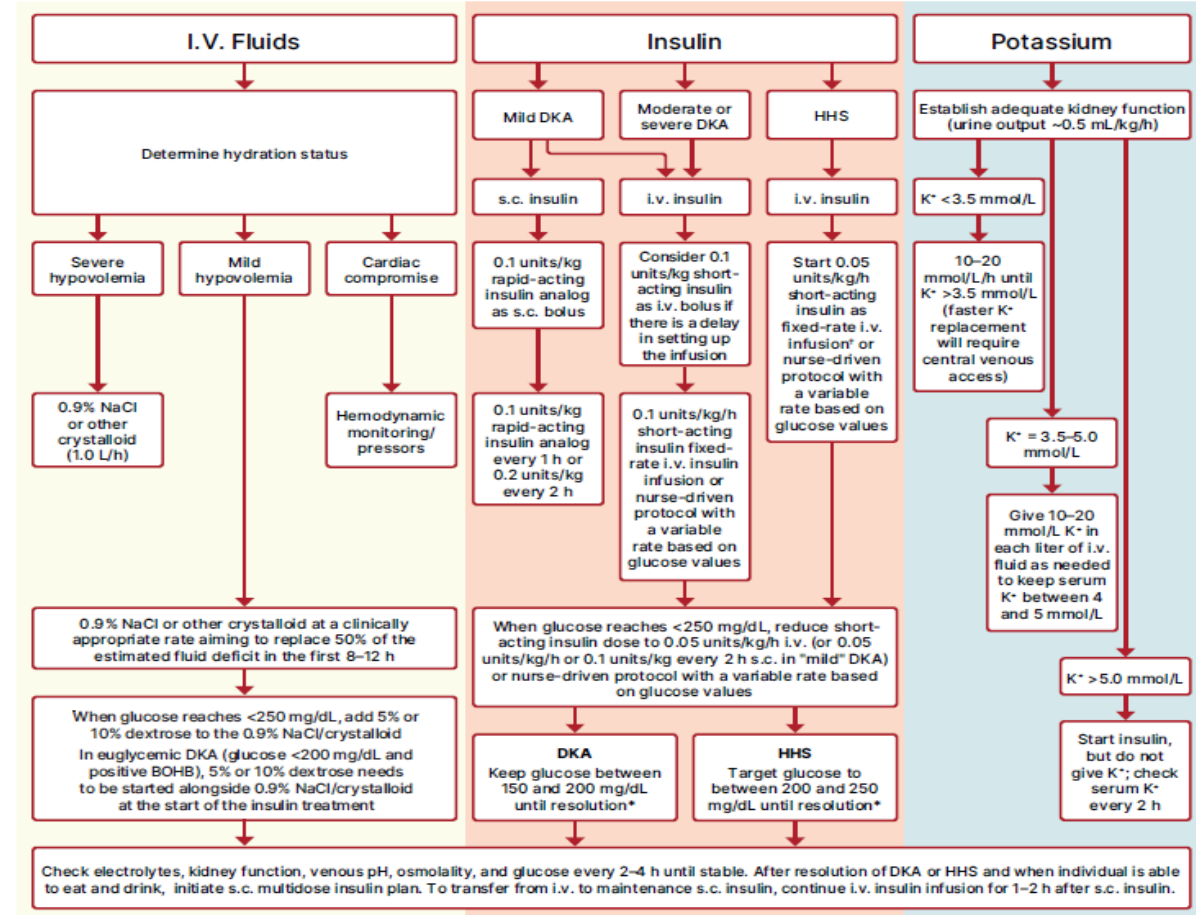 I.V. Fluids
Determine hydration status
Severe
hypovolemia
Mild
hypovolemia
Cardiac
compromise
0.9% NaCl
or other
crystalloid
(1.0 L/h)
Hemodynamic
monitoring/
pressors
0.9% NaCl or other crystalloid at a clinically
appropriate rate aiming to replace 50% of the
estimated fluid deficit in the first 8–12 h
When glucose reaches <250 mg/dL, add 5% or
10% dextrose to the 0.9% NaCl/crystalloid
In euglycemic DKA (glucose <200 mg/dL and
positive BOHB), 5% or 10% dextrose needs
to be started alongside 0.9% NaCl/crystalloid
at the start of the insulin treatment
Insulin
Mild DKA
Moderate or
severe DKA
HHS
s.c. insulin
i.v. insulin
i.v. insulin
0.1 units/kg
rapid-acting
insulin analog
as s.c. bolus
Consider 0.1
units/kg short-
acting insulin
as i.v. bolus if
there is a delay
in setting up
the infusion
Start 0.05
units/kg/h
short-acting
insulin as
fixed-rate i.v.
infusion† or
nurse-driven
protocol with
a variable
rate based on
glucose values
0.1 units/kg
rapid-acting
insulin analog
every 1 h or
0.2 units/kg
every 2 h
0.1 units/kg/h
short-acting
insulin fixed-
rate i.v. insulin
infusion or
nurse-driven
protocol with
a variable
rate based on
glucose values
When glucose reaches <250 mg/dL, reduce short-
acting insulin dose to 0.05 units/kg/h i.v. (or 0.05
units/kg/h or 0.1 units/kg every 2 h s.c. in "mild" DKA)
or nurse-driven protocol with a variable rate based
on glucose values
DKA
Keep glucose between
150 and 200 mg/dL
until resolution*
HHS
Target glucose to
between 200 and 250
mg/dL until resolution*
Potassium
Establish adequate kidney function
(urine output ~0.5 mL/kg/h)
K⁺ <3.5 mmol/L
10–20
mmol/L/h until
K⁺ >3.5 mmol/L
(faster K⁺
replacement
will require
central venous
access)
K⁺ = 3.5–5.0
mmol/L
Give 10–20
mmol/L K⁺ in
each liter of i.v.
fluid as needed
to keep serum
K⁺ between 4
and 5 mmol/L
K⁺ >5.0 mmol/L
Start insulin,
but do not
give K⁺; check
serum K⁺
every 2 h
Check electrolytes, kidney function, venous pH, osmolality, and glucose every 2–4 h until stable. After resolution of DKA or HHS and when individual is able
to eat and drink, initiate s.c. multidose insulin plan. To transfer from i.v. to maintenance s.c. insulin, continue i.v. insulin infusion for 1–2 h after s.c. insulin.